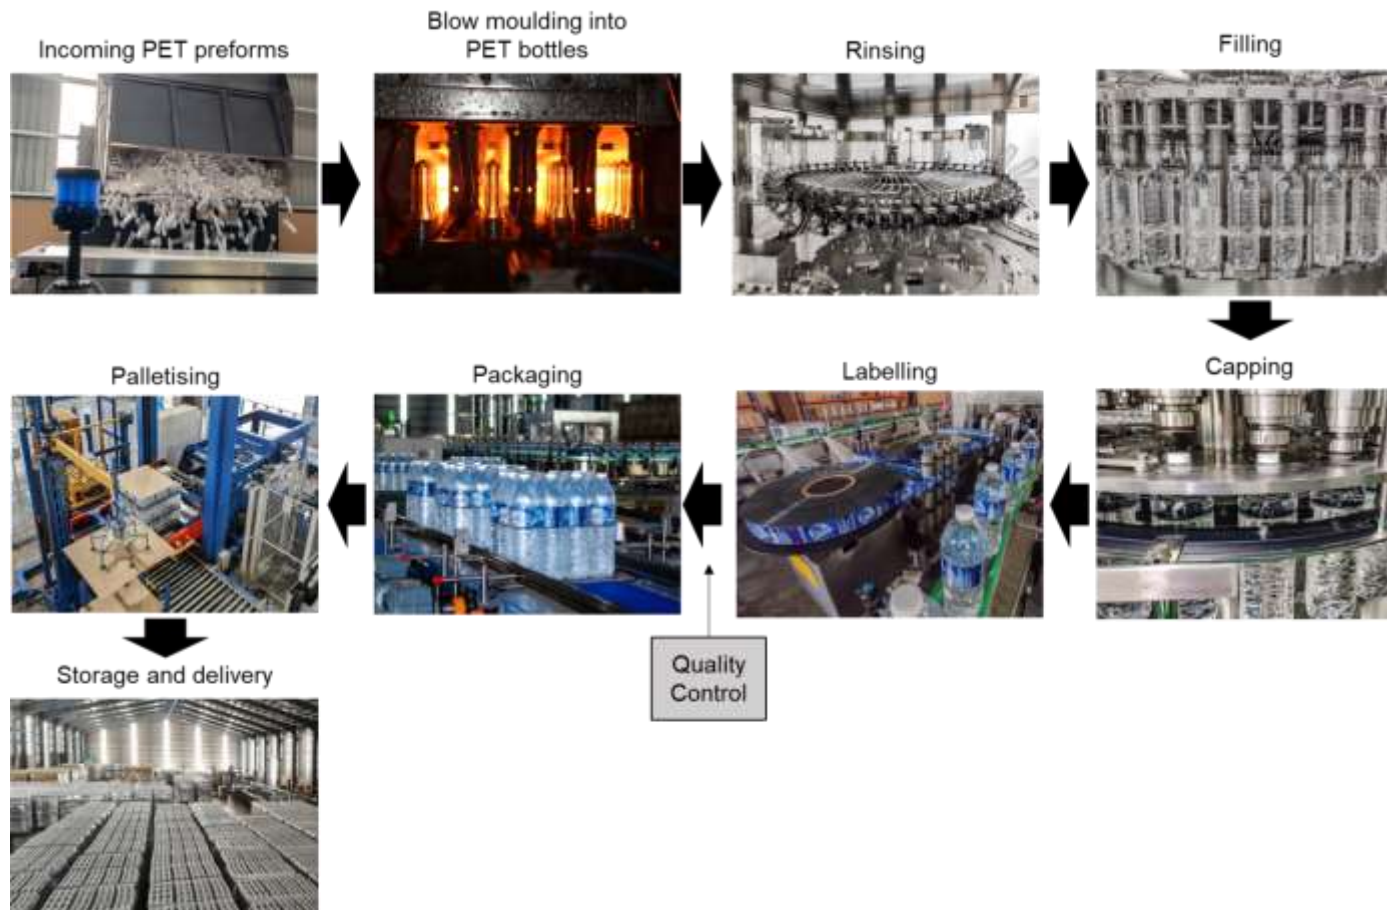 Incoming PET preforms
Blow moulding into
PET bottles
Rinsing
Filling
Capping
Labelling
Packaging
Palletising
Quality
Control
Storage and delivery